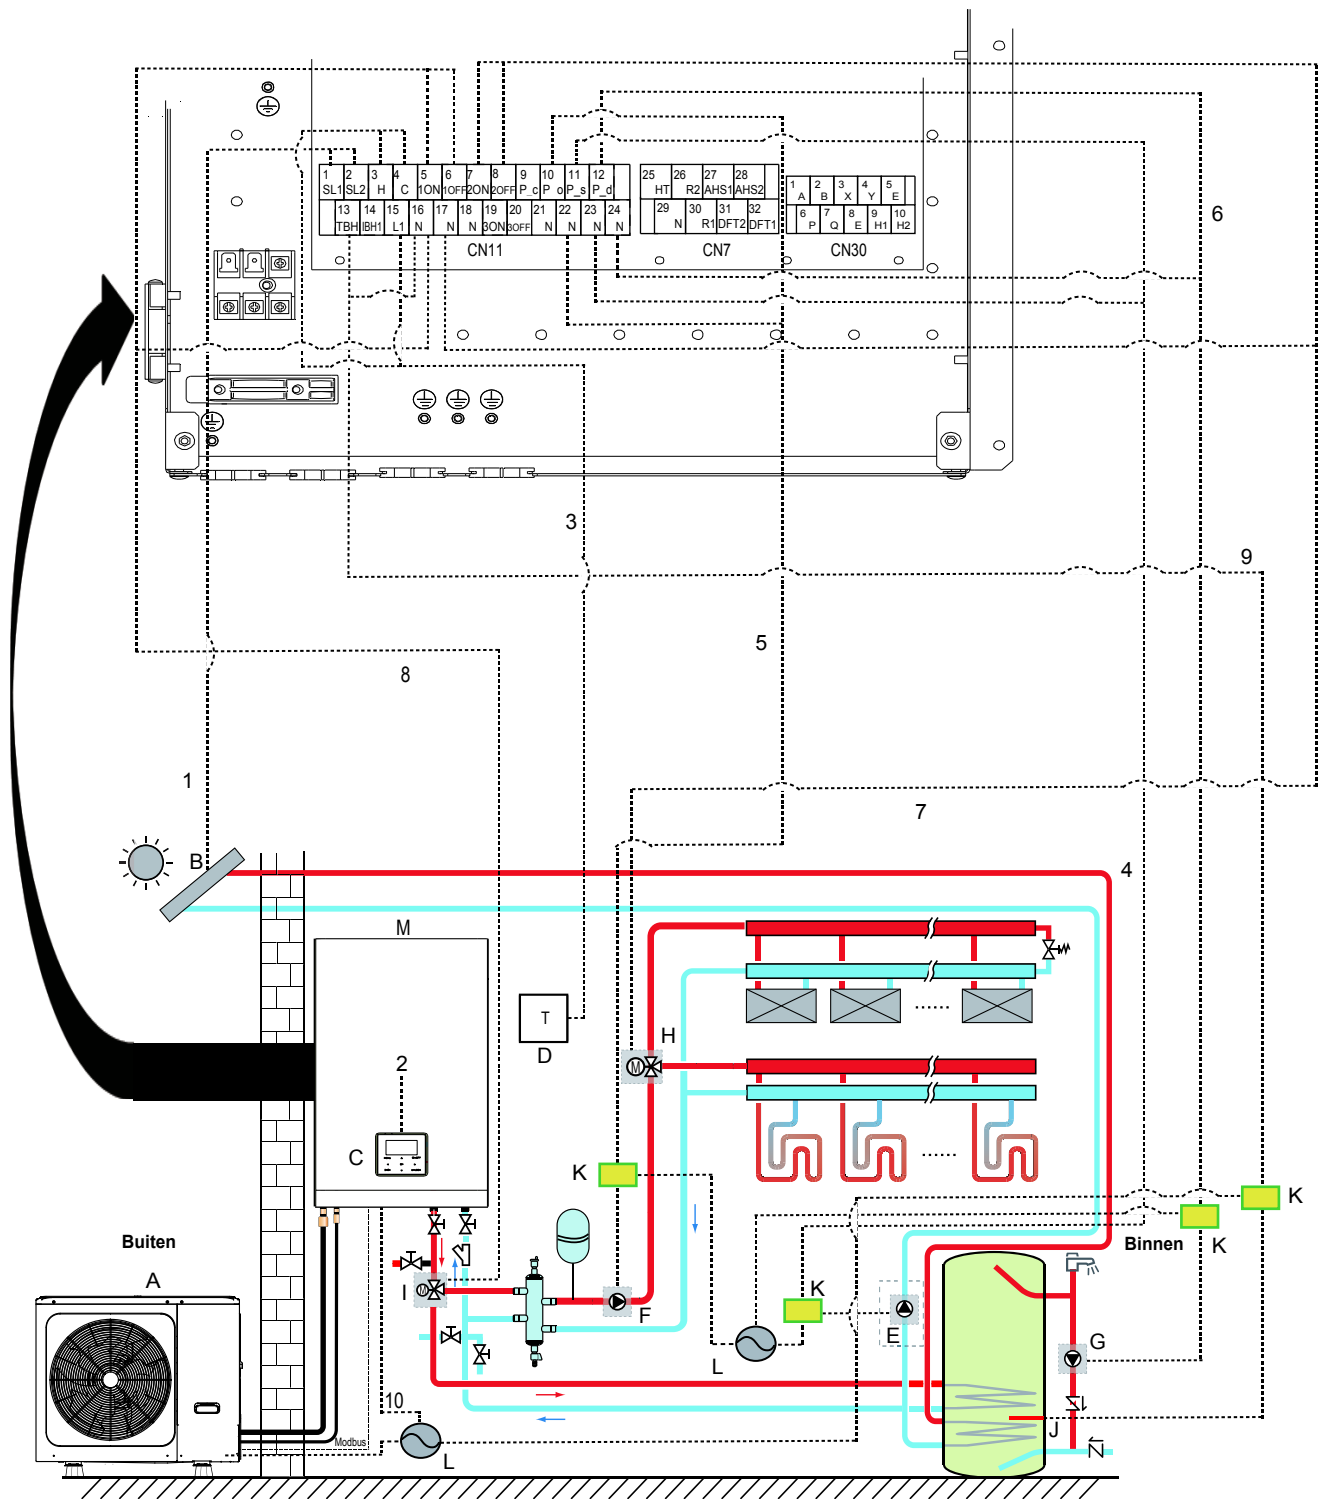 1 2 3 4 5 6 7 8 9 10 11 12
SL1 SL2 H C 1ON 1OFF 2ON 2OFF P_c P_o P_s P_d
13 14 15 16 17 18 19 20 21 22 23 24
TBH IBH1 L1 N N N 3ON 3OFF N N N N
CN11
25 26 27 28
HT R2 AHS1 AHS2
29 30 31 32
N R1 DFT2 DFT1
CN7
1 2 3 4 5
A B X Y E
6 7 8 9 10
P Q E H1 H2
CN30
6
3
9
5
8
1
7
B
4
M
T
D
H
M
2
C
K
K
K
Buiten
Binnen
A
I
M
K
F
E
G
L
10
J
Modbus
L